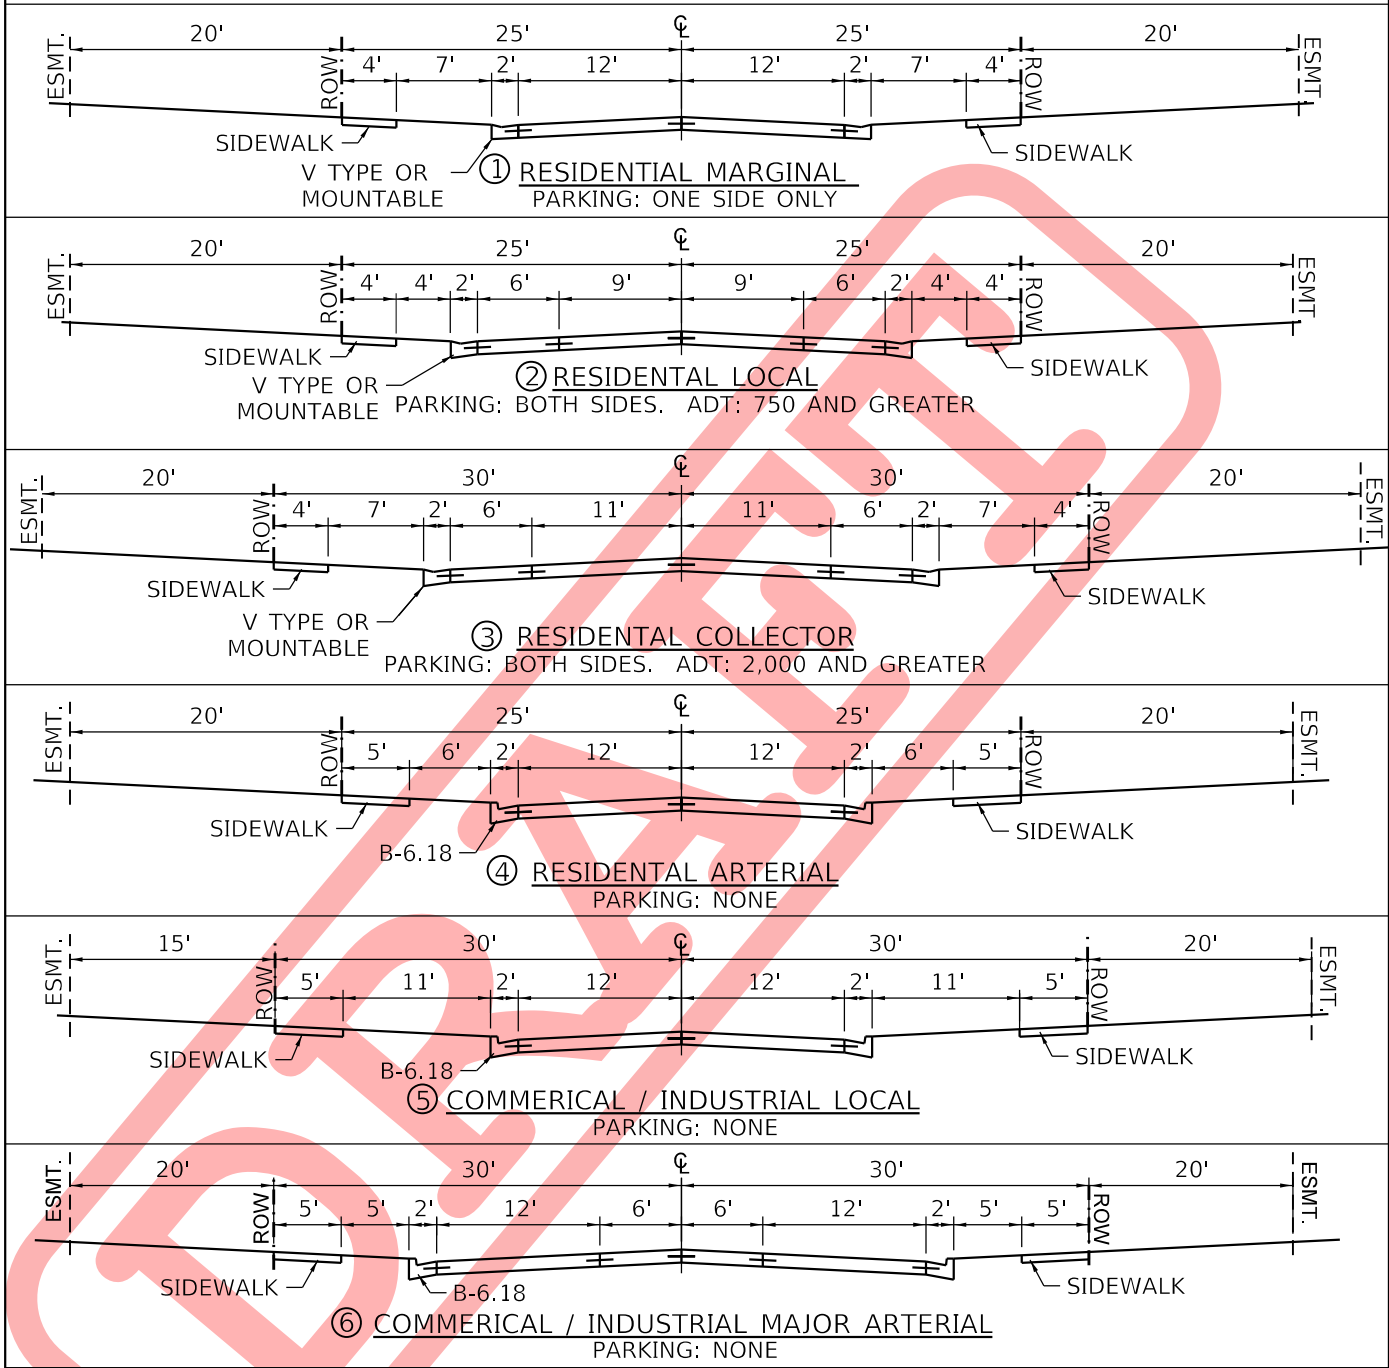 20' 25' ℄ 25' 20'
ESMT. ROW 4' 7' 2' 12' 12' 2' 7' 4' ROW ESMT.
SIDEWALK SIDEWALK
V TYPE OR
MOUNTABLE
① RESIDENTIAL MARGINAL
PARKING: ONE SIDE ONLY
20' 25' ℄ 25' 20'
ESMT. ROW 4' 4' 2' 6' 9' 9' 6' 2' 4' 4' ROW ESMT
SIDEWALK SIDEWALK
V TYPE OR
MOUNTABLE
② RESIDENTAL LOCAL
PARKING: BOTH SIDES. ADT: 750 AND GREATER
20' 30' ℄ 30' 20'
ESMT. ROW 4' 7' 2' 6' 11' 11' 6' 2' 7' 4' ROW ESMT.
SIDEWALK SIDEWALK
V TYPE OR
MOUNTABLE
③ RESIDENTAL COLLECTOR
PARKING: BOTH SIDES. ADT: 2,000 AND GREATER
20' 25' ℄ 25' 20'
ESMT. ROW 5' 6' 2' 12' 12' 2' 6' 5' ROW ESMT.
SIDEWALK SIDEWALK
B-6.18
④ RESIDENTAL ARTERIAL
PARKING: NONE
15' 30' ℄ 30' 20'
ESMT. ROW 5' 11' 2' 12' 12' 2' 11' 5' ROW ESMT.
SIDEWALK SIDEWALK
B-6.18
⑤ COMMERICAL / INDUSTRIAL LOCAL
PARKING: NONE
20' 30' ℄ 30' 20'
ESMT. ROW 5' 5' 2' 12' 6' 6' 12' 2' 5' 5' ROW ESMT.
SIDEWALK SIDEWALK
B-6.18
⑥ COMMERICAL / INDUSTRIAL MAJOR ARTERIAL
PARKING: NONE
DRAFT